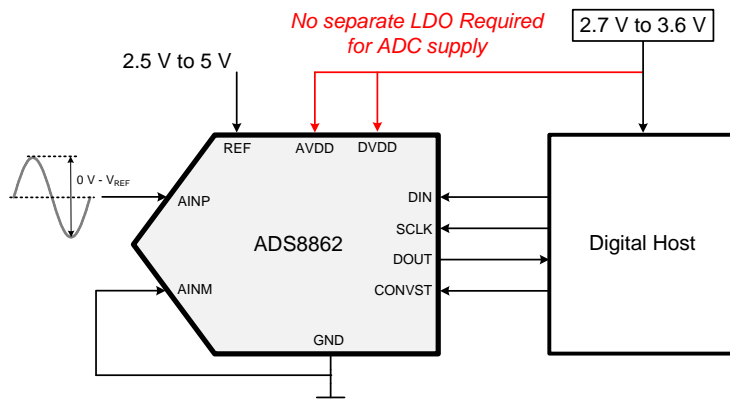 No separate LDO Required
for ADC supply
2.7 V to 3.6 V
2.5 V to 5 V
REF
AVDD
DVDD
0 V - VREF
AINP
DIN
SCLK
ADS8862
DOUT
Digital Host
AINM
CONVST
GND